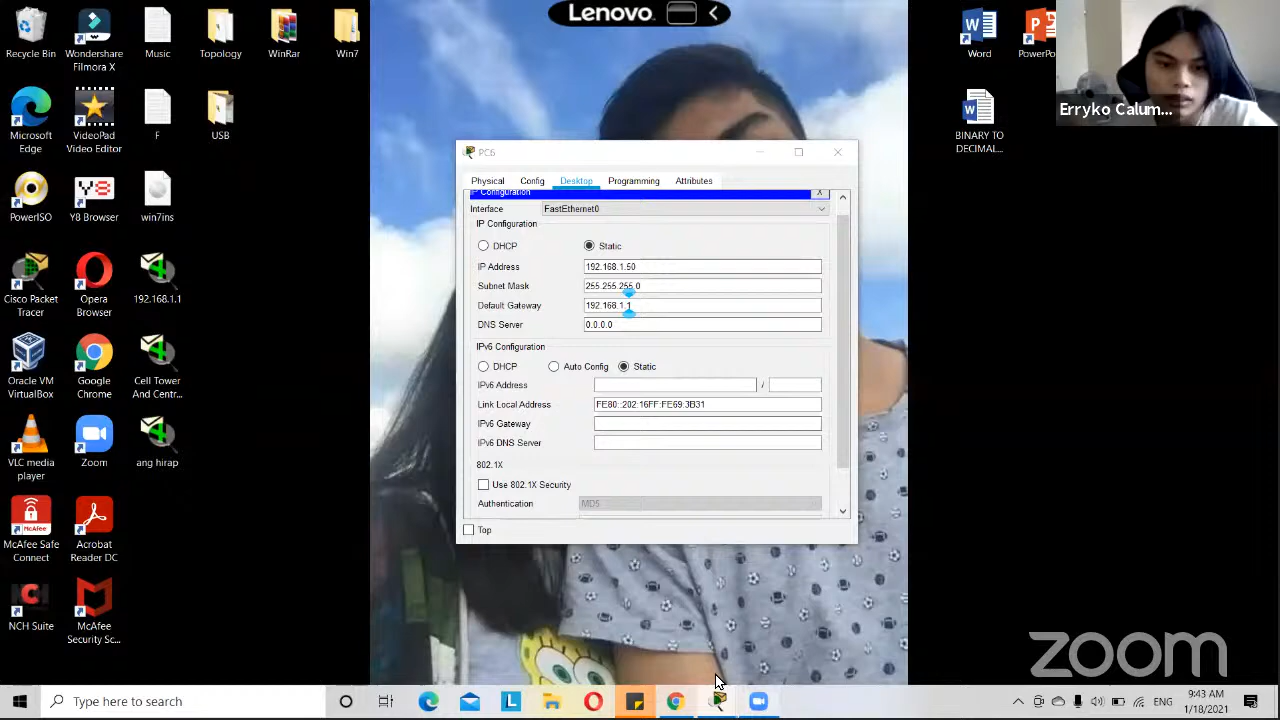 Lenovo
Recycle Bin
Wondershare
Filmora X
Music
Topology
WinRar
Win7
Word
Erryko Calum...
Microsoft
Edge
VideoPad
Video Editor
F
USB
BINARY TO
DECIMAL...
PowerISO
Y8 Browser
win7ins
Cisco Packet
Tracer
Opera
Browser
192.168.1.1
Oracle VM
VirtualBox
Google
Chrome
Cell Tower
And Centr...
VLC media
player
Zoom
ang hirap
McAfee Safe
Connect
Acrobat
Reader DC
NCH Suite
McAfee
Security Sc...
PC6
Physical
Config
Desktop
Programming
Attributes
IP Configuration
X
Interface
FastEthernet0
IP Configuration
DHCP
Static
IP Address
192.168.1.50
Subnet Mask
255.255.255.0
Default Gateway
192.168.1.1
DNS Server
0.0.0.0
IPv6 Configuration
DHCP
Auto Config
Static
IPv6 Address
/
Link Local Address
FE80::202:16FF:FE69:3B31
IPv6 Gateway
IPv6 DNS Server
802.1X
Use 802.1X Security
Authentication
MD5
Top
zoom
Type here to search
ENG
9:43 AM
1/18/2021